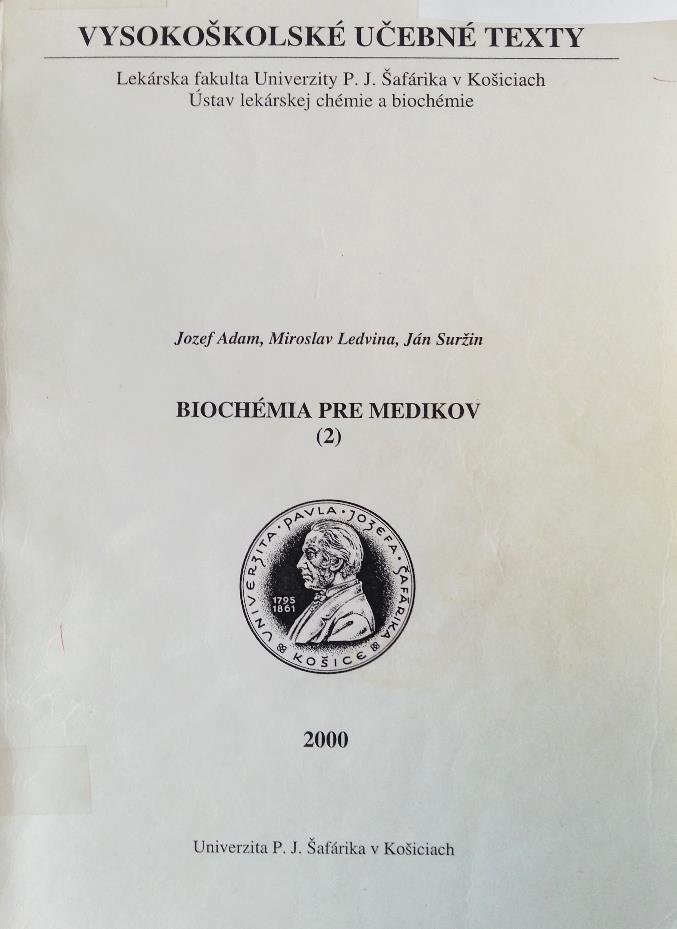 VYSOKOŠKOLSKÉ UČEBNÉ TEXTY
Lekárska fakulta Univerzity P. J. Šafárika v Košiciach
Ústav lekárskej chémie a biochémie
Jozef Adam, Miroslav Ledvina, Ján Suržin
BIOCHÉMIA PRE MEDIKOV
(2)
UNIVERZITA · PAVLA · JOZEFA · ŠAFÁRIKA
1795
1861
KOŠICE
2000
Univerzita P. J. Šafárika v Košiciach